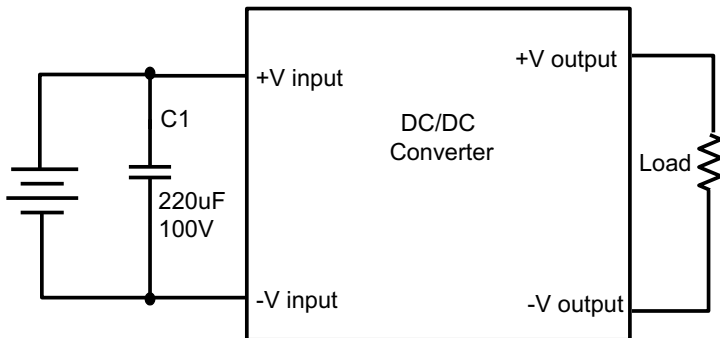 +V input
C1
220uF
100V
-V input
DC/DC
Converter
+V output
Load
-V output